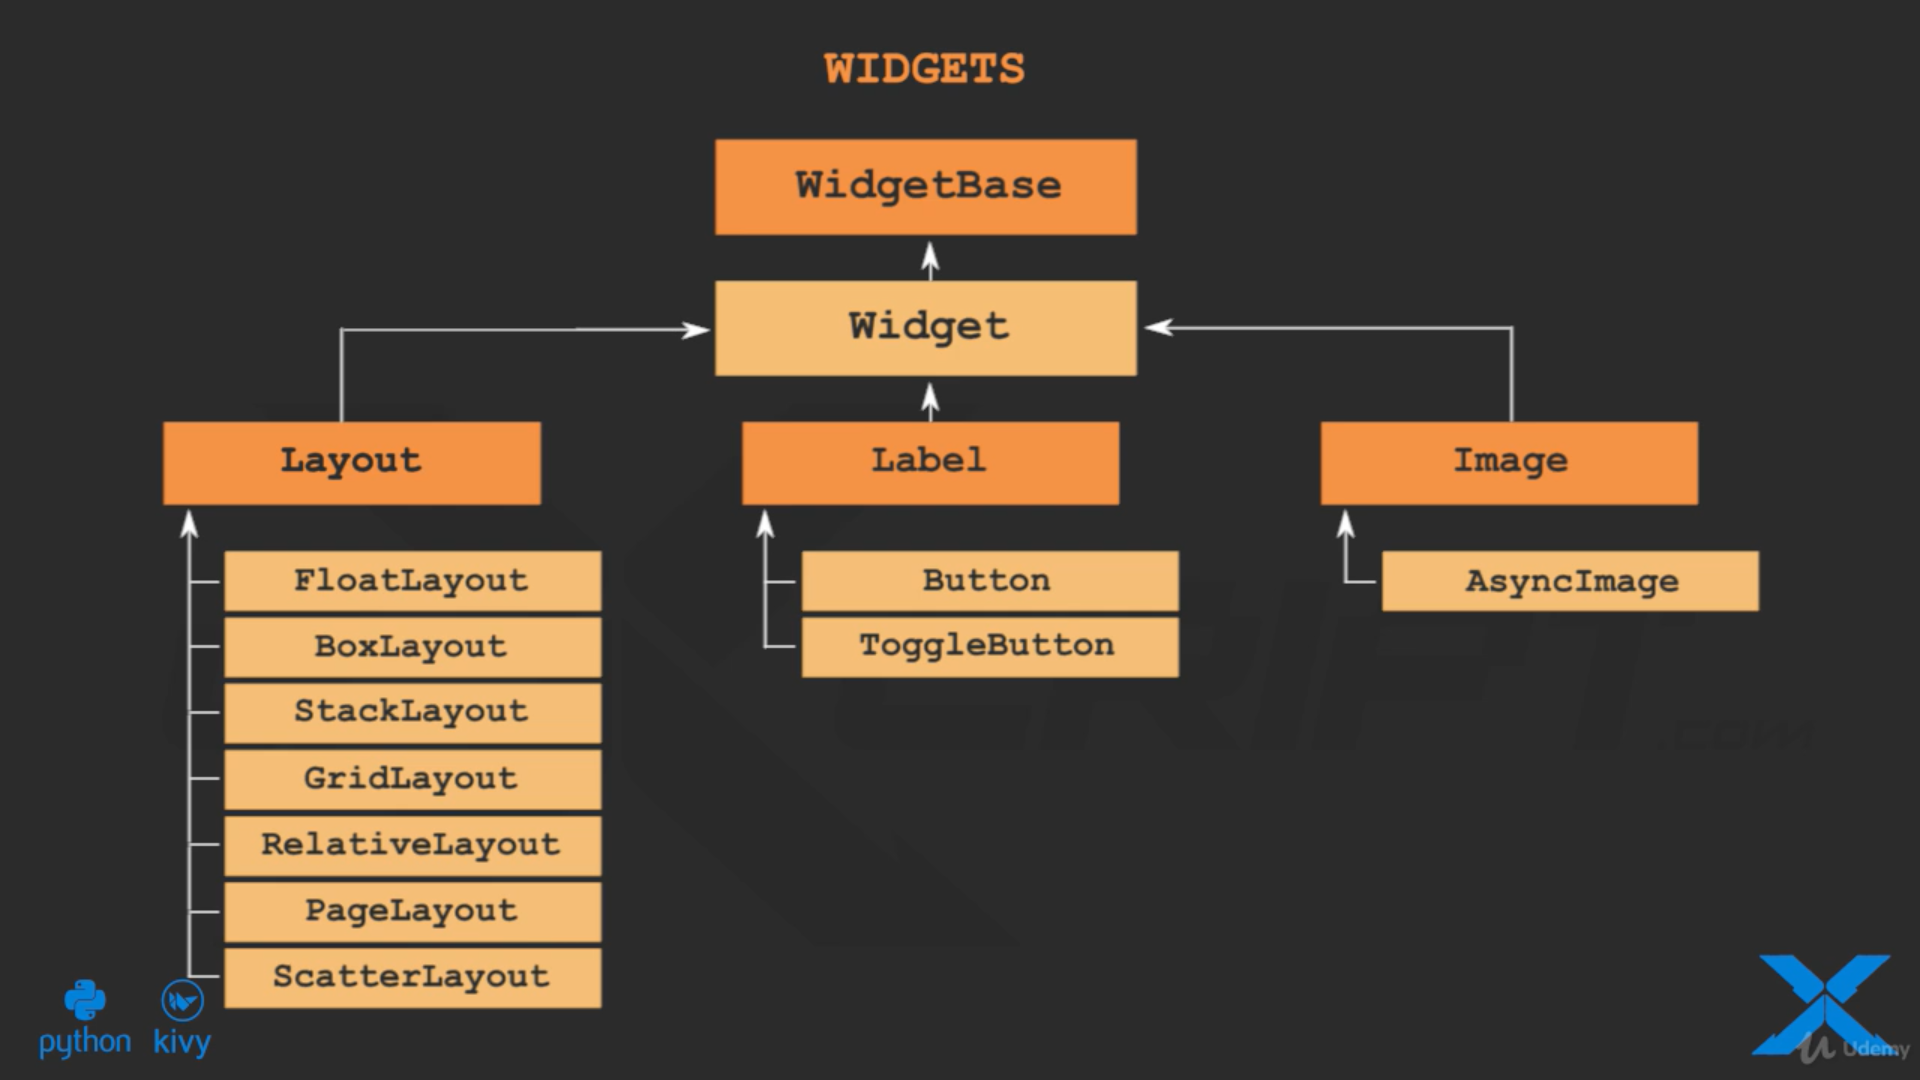 WIDGETS
WidgetBase
Widget
Layout
Label
Image
FloatLayout
BoxLayout
StackLayout
GridLayout
RelativeLayout
PageLayout
ScatterLayout
Button
ToggleButton
AsyncImage
python
kivy
Udemy